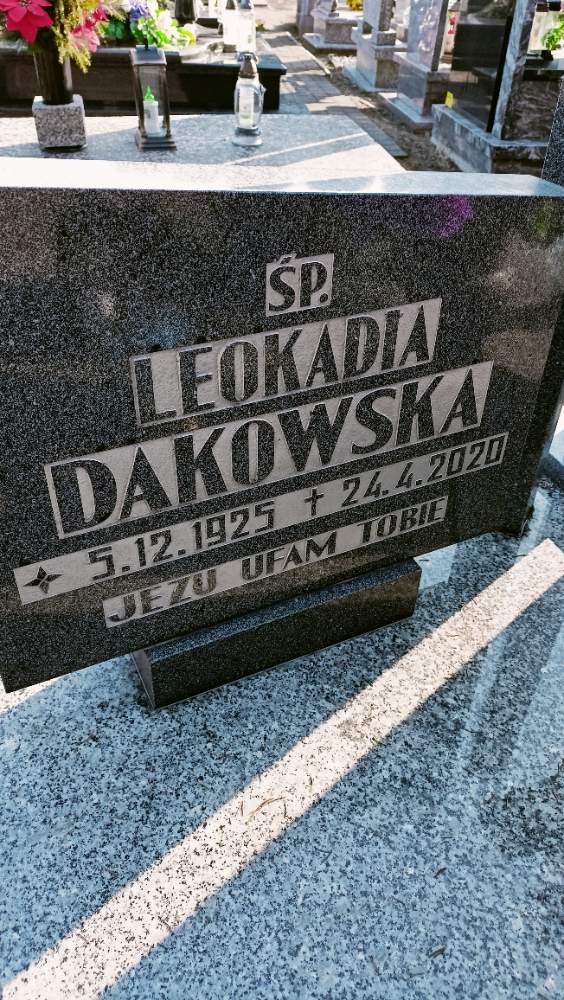 ŚP.
LEOKADIA
DAKOWSKA
5.12.1925 + 24.4.2020
JEZU UFAM TOBIE